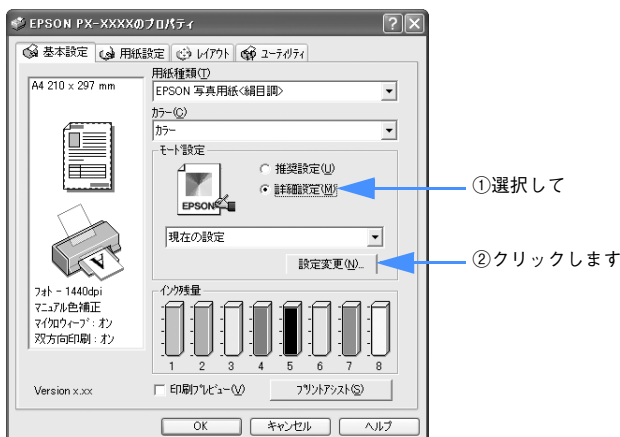 EPSON PX-XXXXのプロパティ
基本設定 用紙設定 レイアウト ユーティリティ
A4 210 x 297 mm
用紙種類(T)
EPSON 写真用紙<絹目調>
カラー(C)
カラー
モード設定
推奨設定(U)
詳細設定(M)
①選択して
EPSON
現在の設定
設定変更(N)...
②クリックします
フォト - 1440dpi
マニュアル色補正
マイクロウィーブ : オン
双方向印刷 : オン
インク残量
1 2 3 4 5 6 7 8
Version x.xx
印刷プレビュー(V)
プリントアシスト(S)
OK キャンセル ヘルプ